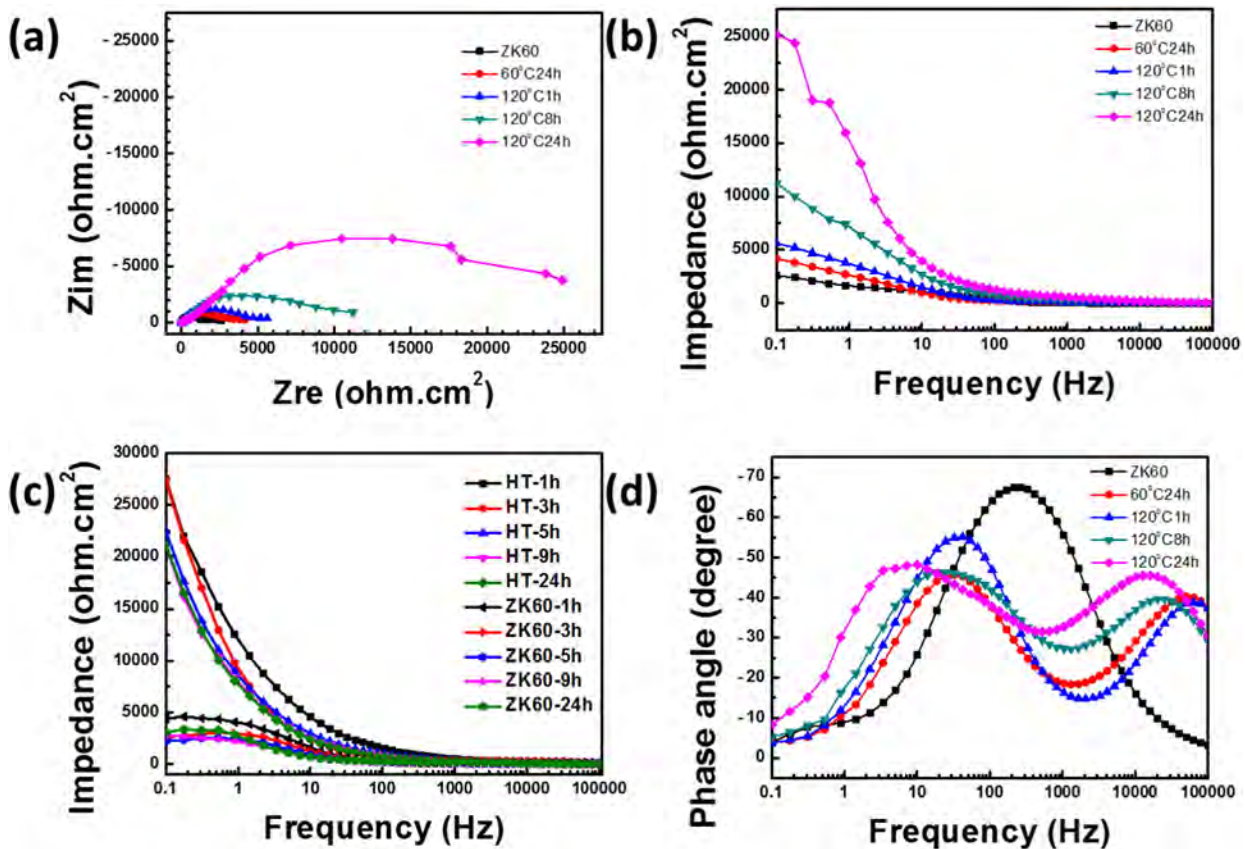 (a)
Zim (ohm.cm²)
- 25000
-20000
-15000
-10000
- 5000
0
0
5000
10000
15000
20000
25000
Zre (ohm.cm²)
ZK60
60°C24h
120°C1h
120°C8h
120°C24h
(b)
Impedance (ohm.cm²)
25000
20000
15000
10000
5000
0
0.1
1
10
100
1000
10000
100000
Frequency (Hz)
ZK60
60°C24h
120°C1h
120°C8h
120°C24h
(c)
Impedance (ohm.cm²)
30000
25000
20000
15000
10000
5000
0
0.1
1
10
100
1000
10000
100000
Frequency (Hz)
HT-1h
HT-3h
HT-5h
HT-9h
HT-24h
ZK60-1h
ZK60-3h
ZK60-5h
ZK60-9h
ZK60-24h
(d)
Phase angle (degree)
-70
-60
-50
-40
-30
-20
-10
0
0.1
1
10
100
1000
10000
100000
Frequency (Hz)
ZK60
60°C24h
120°C1h
120°C8h
120°C24h